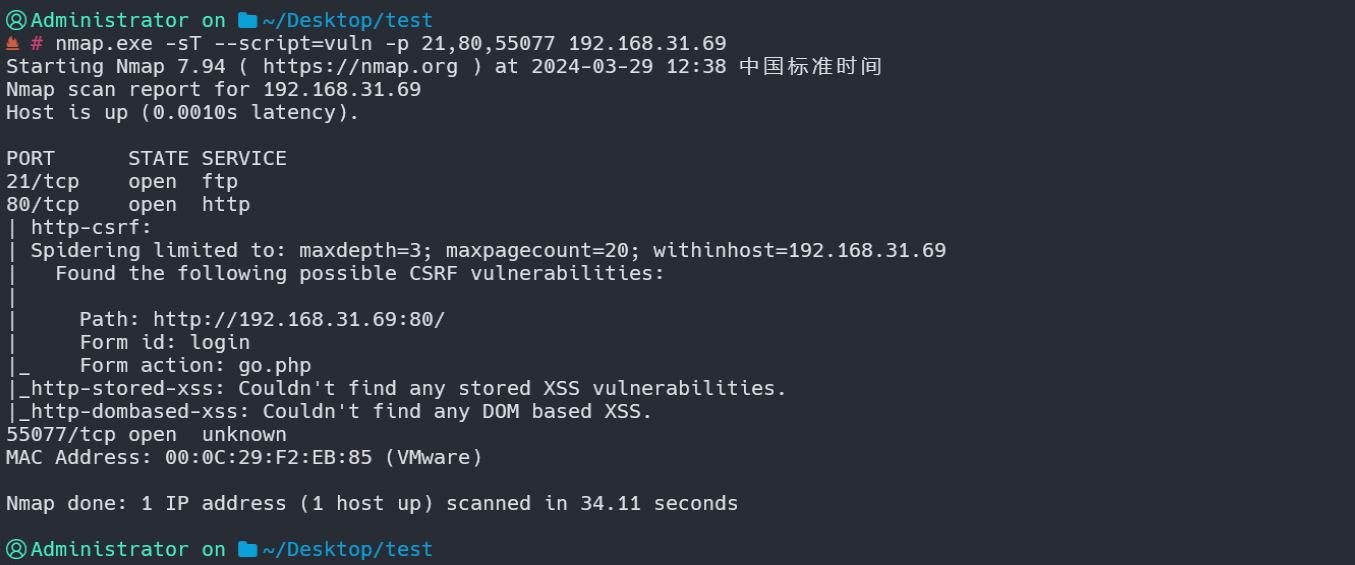 Administrator on ~/Desktop/test
# nmap.exe -sT --script=vuln -p 21,80,55077 192.168.31.69
Starting Nmap 7.94 ( https://nmap.org ) at 2024-03-29 12:38 中国标准时间
Nmap scan report for 192.168.31.69
Host is up (0.0010s latency).
PORT      STATE SERVICE
21/tcp    open  ftp
80/tcp    open  http
| http-csrf:
| Spidering limited to: maxdepth=3; maxpagecount=20; withinhost=192.168.31.69
|   Found the following possible CSRF vulnerabilities:
|
|     Path: http://192.168.31.69:80/
|     Form id: login
|_    Form action: go.php
|_http-stored-xss: Couldn't find any stored XSS vulnerabilities.
|_http-dombased-xss: Couldn't find any DOM based XSS.
55077/tcp open  unknown
MAC Address: 00:0C:29:F2:EB:85 (VMware)
Nmap done: 1 IP address (1 host up) scanned in 34.11 seconds
Administrator on ~/Desktop/test